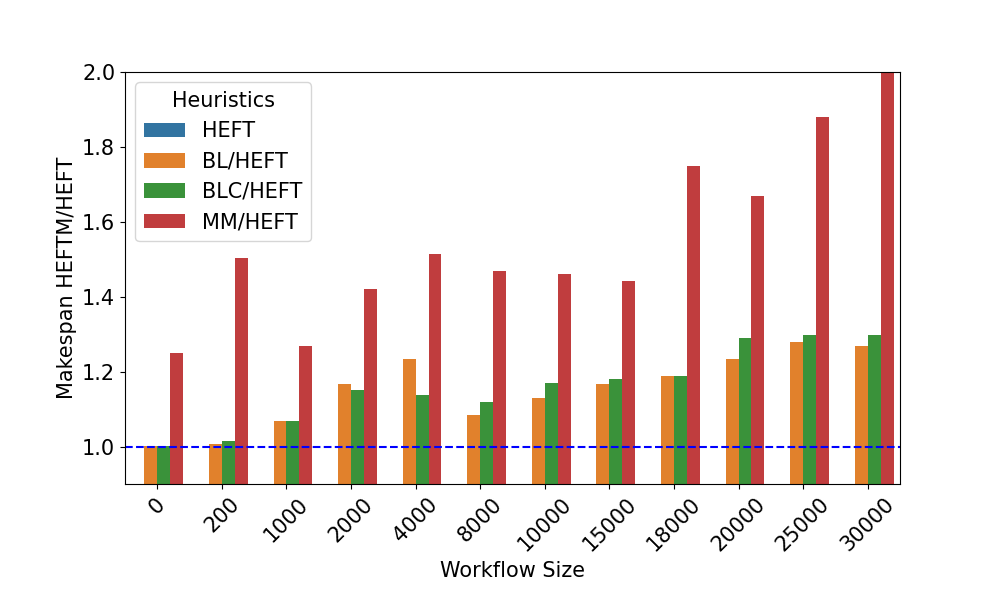 2.0
1.8
1.6
1.4
1.2
1.0
Makespan HEFTM/HEFT
Heuristics
HEFT
BL/HEFT
BLC/HEFT
MM/HEFT
0
200
1000
2000
4000
8000
10000
15000
18000
20000
25000
30000
Workflow Size